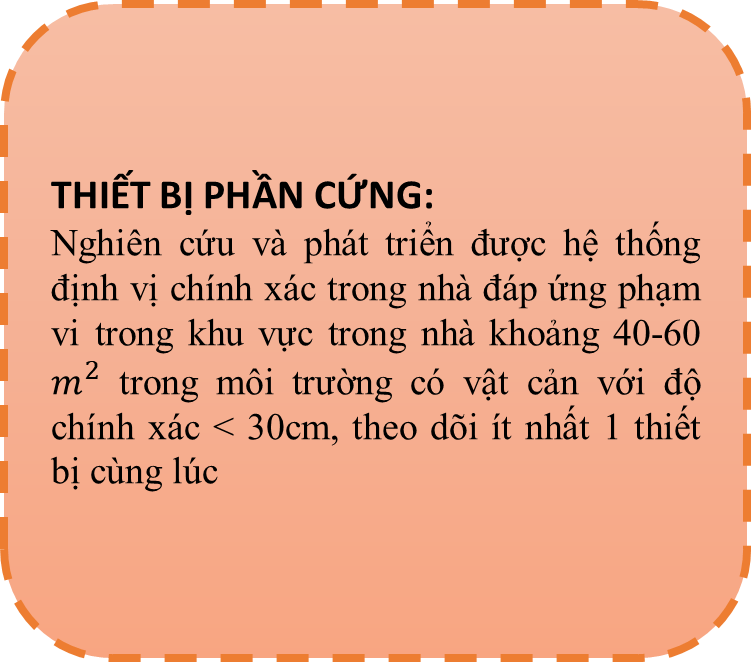 THIẾT BỊ PHẦN CỨNG:
Nghiên cứu và phát triển được hệ thống
định vị chính xác trong nhà đáp ứng phạm
vi trong khu vực trong nhà khoảng 40-60
m² trong môi trường có vật cản với độ
chính xác < 30cm, theo dõi ít nhất 1 thiết
bị cùng lúc